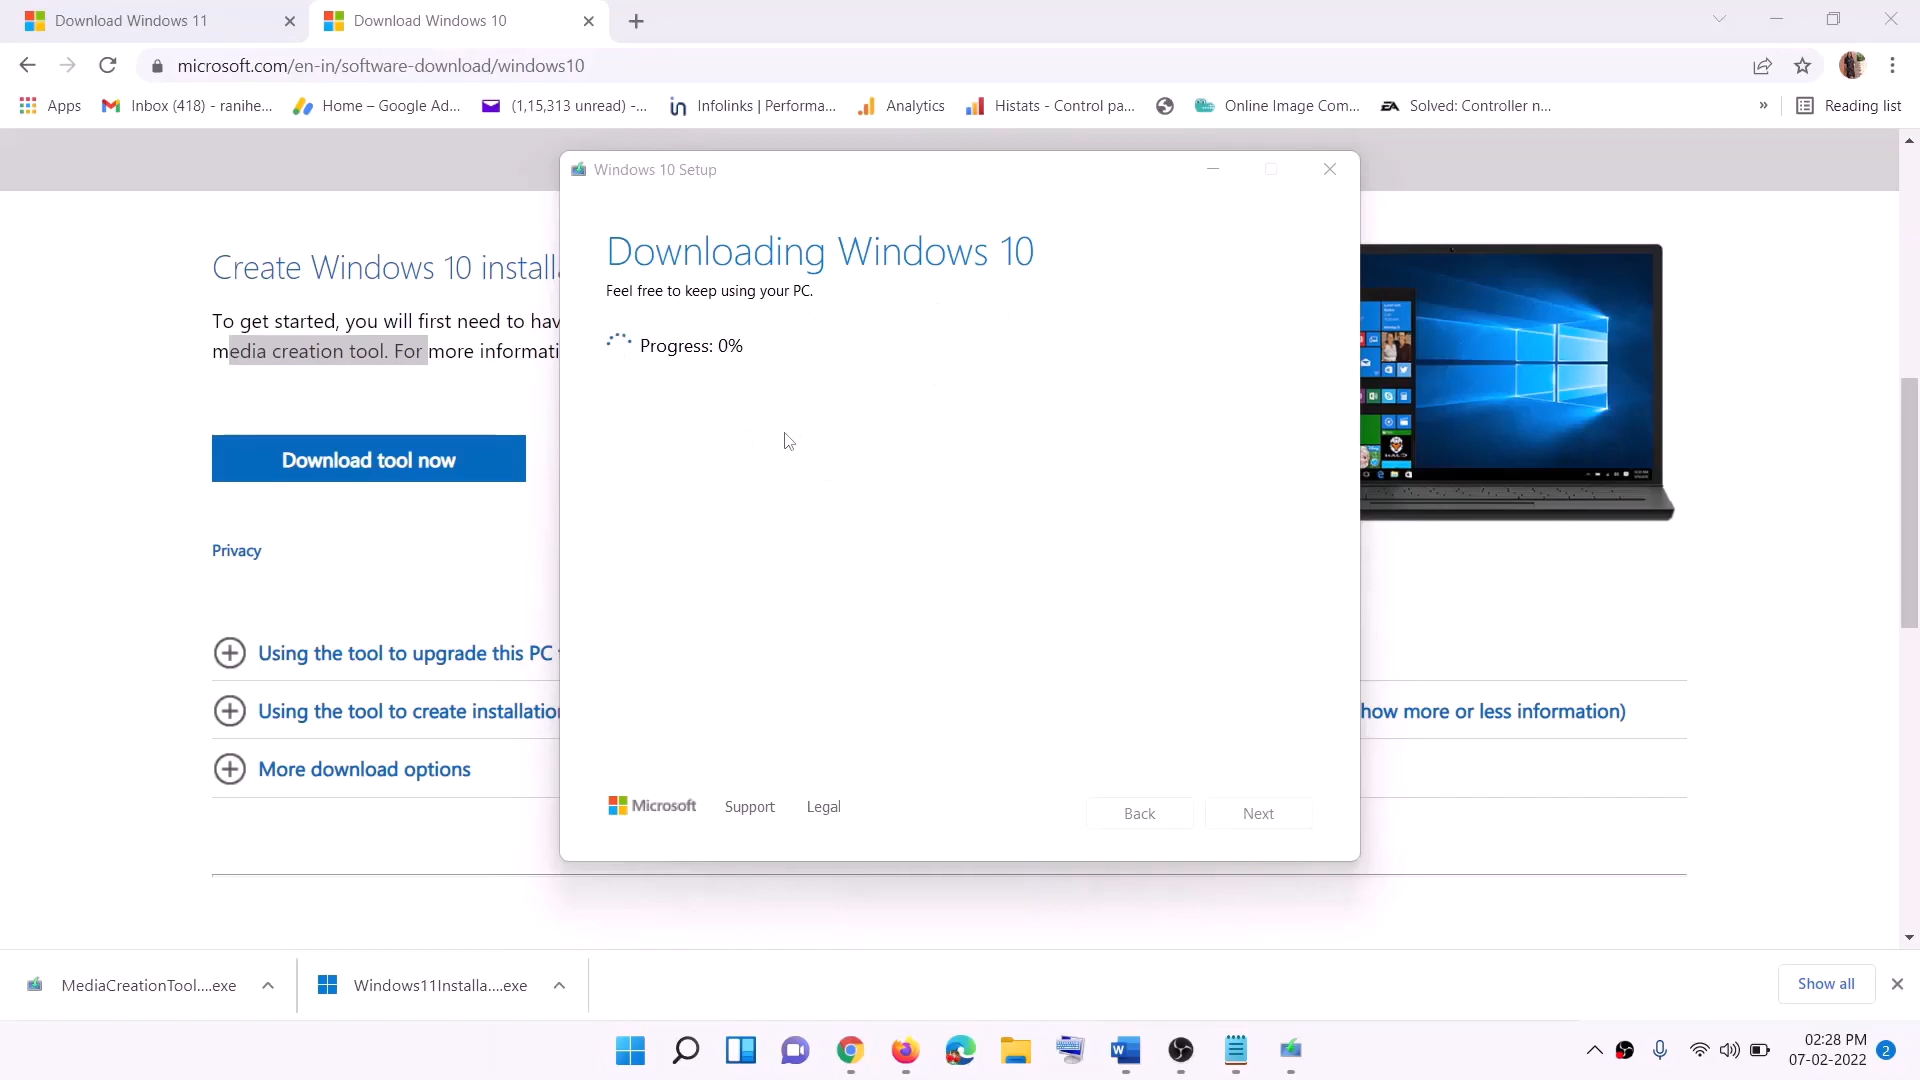 Download Windows 11
Download Windows 10
microsoft.com/en-in/software-download/windows10
Apps
Inbox (418) - ranihe...
Home – Google Ad...
(1,15,313 unread) -...
Infolinks | Performa...
Analytics
Histats - Control pa...
Online Image Com...
Solved: Controller n...
»
Reading list
Windows 10 Setup
Downloading Windows 10
Feel free to keep using your PC.
Progress: 0%
Microsoft
Support
Legal
Back
Next
Create Windows 10 installa
To get started, you will first need to hav
media creation tool. For more informati
Download tool now
Privacy
Using the tool to upgrade this PC
Using the tool to create installation
how more or less information)
More download options
MediaCreationTool....exe
Windows11Installa....exe
Show all
02:28 PM
07-02-2022
2